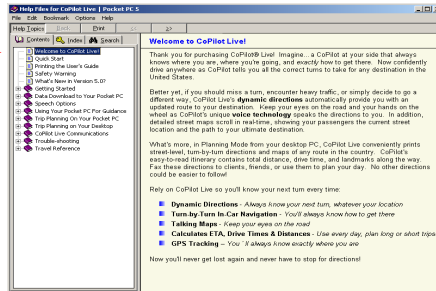 Help Files for CoPilot Live | Pocket PC 5
File Edit Bookmark Options Help
Help Topics Back Print << >>
Contents Index Search
Welcome to CoPilot Live!
Quick Start
Printing the User's Guide
Safety Warning
What's New in Version 5.0?
Getting Started
Data Download to Your Pocket PC
Speech Options
Using Your Pocket PC For Guidance
Trip Planning On Your Pocket PC
Trip Planning on Your Desktop
CoPilot Live Communications
Trouble-shooting
Travel Reference
Welcome to CoPilot Live!
Thank you for purchasing CoPilot® Live! Imagine... a CoPilot at your side that always
knows where you are, where you're going, and exactly how to get there. Now confidently
drive anywhere as CoPilot tells you all the correct turns to take for any destination in the
United States.
Better yet, if you should miss a turn, encounter heavy traffic, or simply decide to go a
different way, CoPilot Live's dynamic directions automatically provide you with an
updated route to your destination. Keep your eyes on the road and your hands on the
wheel as CoPilot's unique voice technology speaks the directions to you. In addition,
detailed street maps scroll in real-time, showing your passengers the current street
location and the path to your ultimate destination.
What's more, in Planning Mode from your desktop PC, CoPilot Live conveniently prints
street-level, turn-by-turn directions and maps of any route in the country. CoPilot's
easy-to-read itinerary contains total distance, drive time, and landmarks along the way.
Fax these directions to clients, friends, or use them to plan your day. No other directions
could be easier to follow!
Rely on CoPilot Live so you'll know your next turn every time:
Dynamic Directions - Always know your next turn, whatever your location
Turn-by-Turn In-Car Navigation - You'll always know how to get there
Talking Maps - Keep your eyes on the road
Calculates ETA, Drive Times & Distances - Use every day, plan long or short trips
GPS Tracking -- You´ll always know exactly where you are
Now you'll never get lost again and never have to stop for directions!